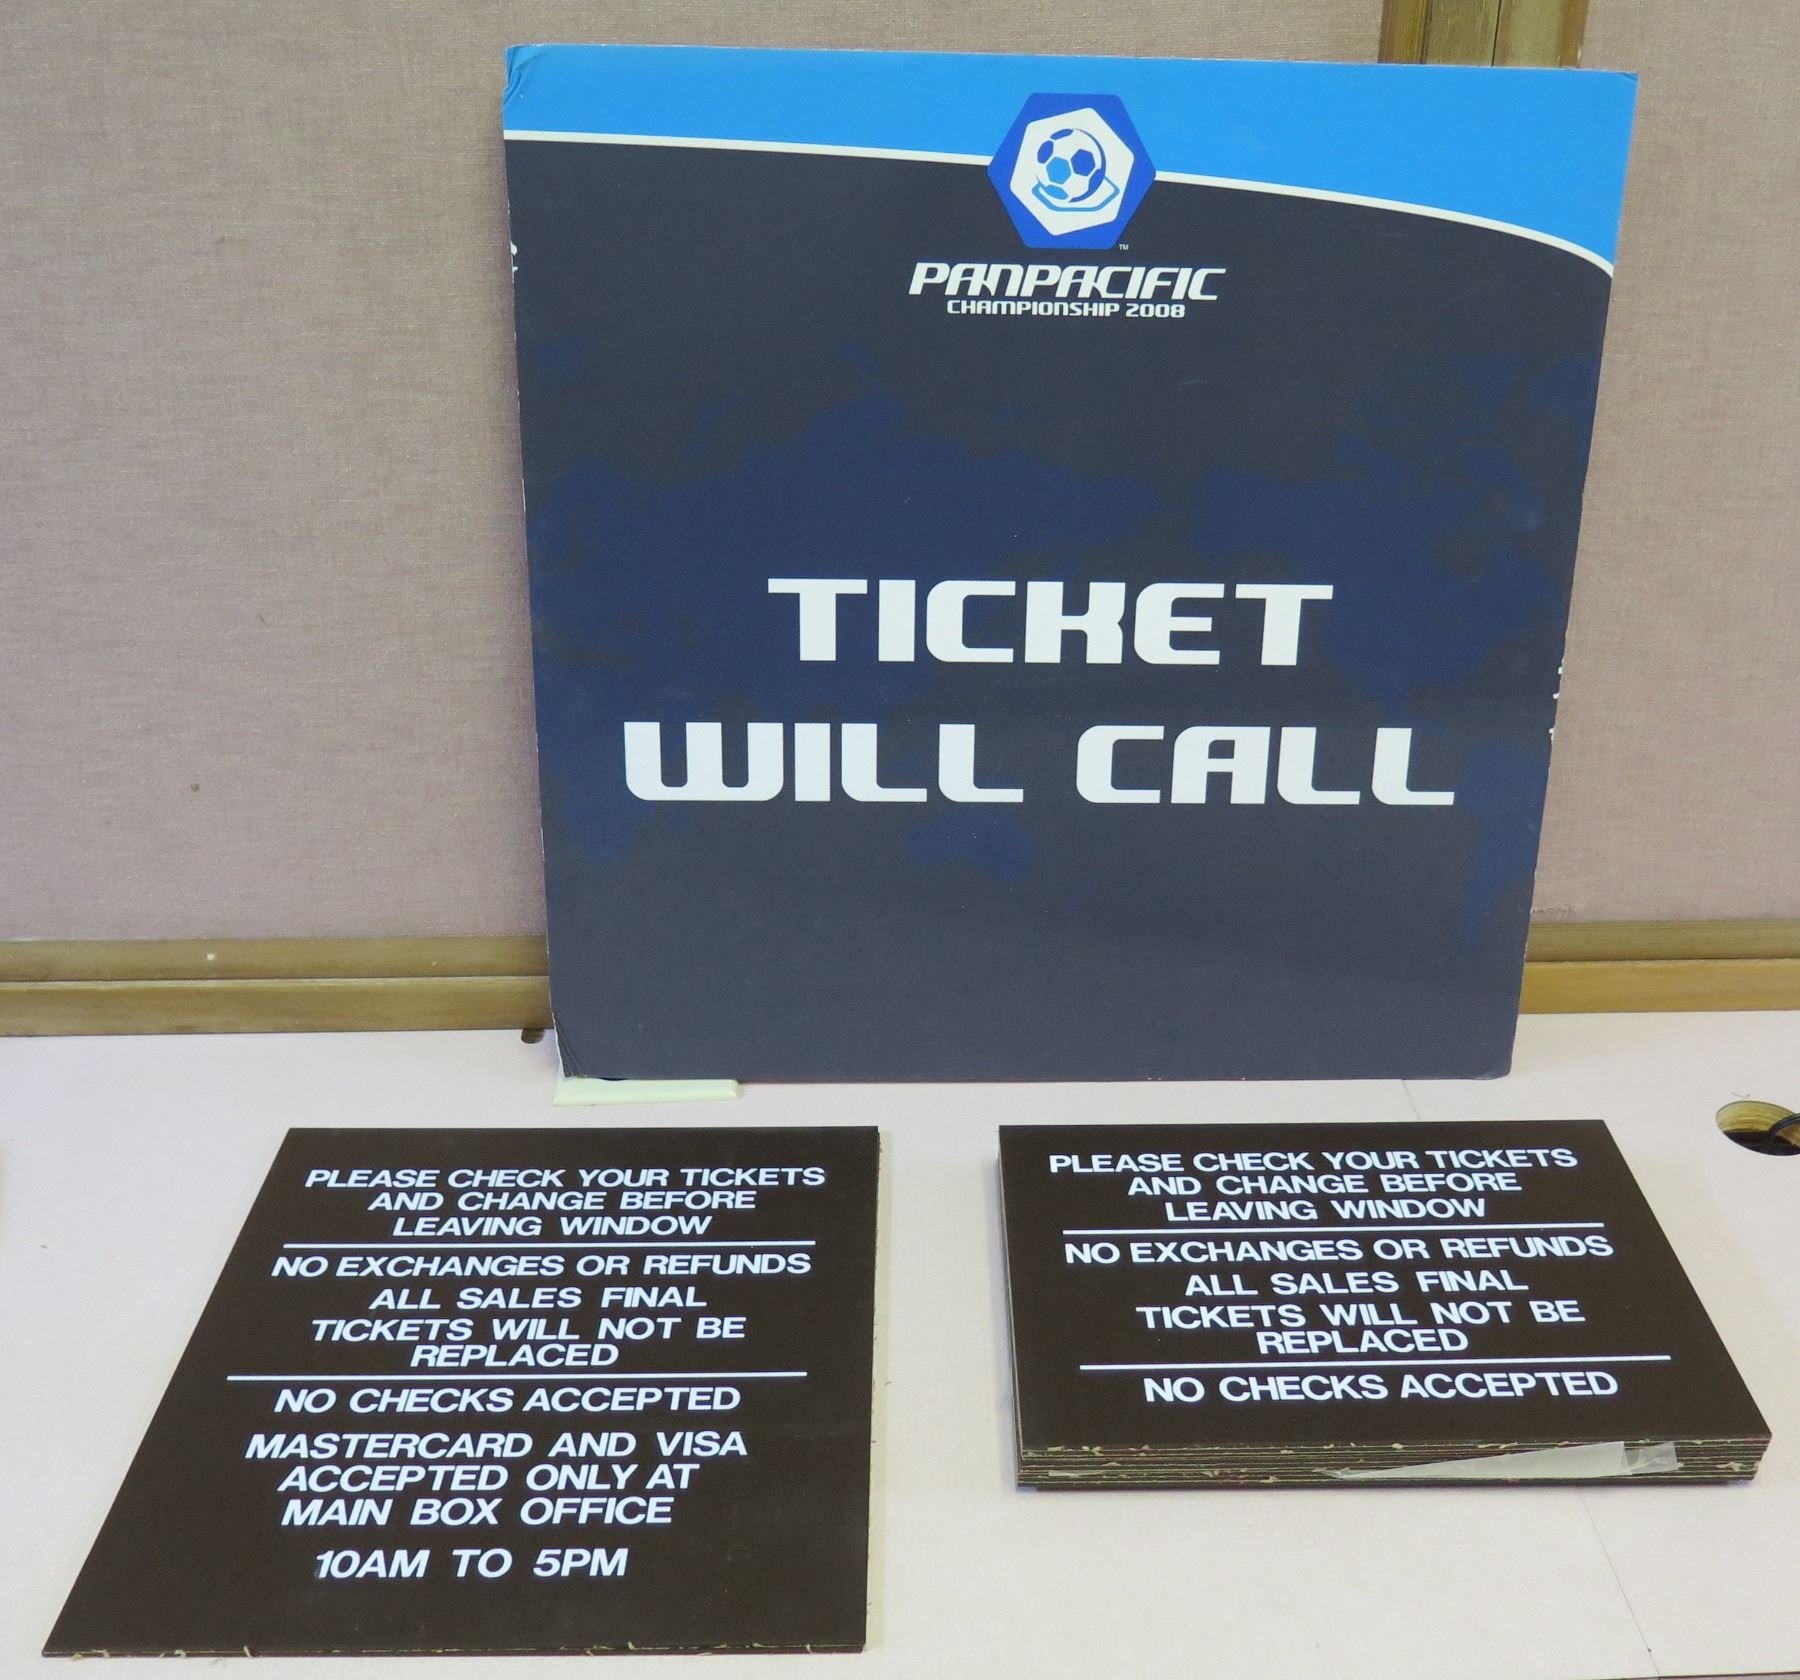 TM
PANPACIFIC
CHAMPIONSHIP 2008
TICKET
WILL CALL
PLEASE CHECK YOUR TICKETS
AND CHANGE BEFORE
LEAVING WINDOW
NO EXCHANGES OR REFUNDS
ALL SALES FINAL
TICKETS WILL NOT BE
REPLACED
NO CHECKS ACCEPTED
MASTERCARD AND VISA
ACCEPTED ONLY AT
MAIN BOX OFFICE
10AM TO 5PM
PLEASE CHECK YOUR TICKETS
AND CHANGE BEFORE
LEAVING WINDOW
NO EXCHANGES OR REFUNDS
ALL SALES FINAL
TICKETS WILL NOT BE
REPLACED
NO CHECKS ACCEPTED